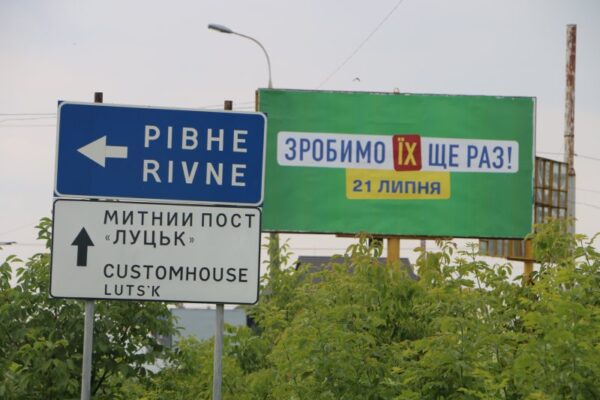 РІВНЕ
RIVNE
МИТНИЙ ПОСТ
«ЛУЦЬК»
CUSTOMHOUSE
LUTS'K
ЗРОБИМО ЇХ ЩЕ РАЗ!
21 ЛИПНЯ